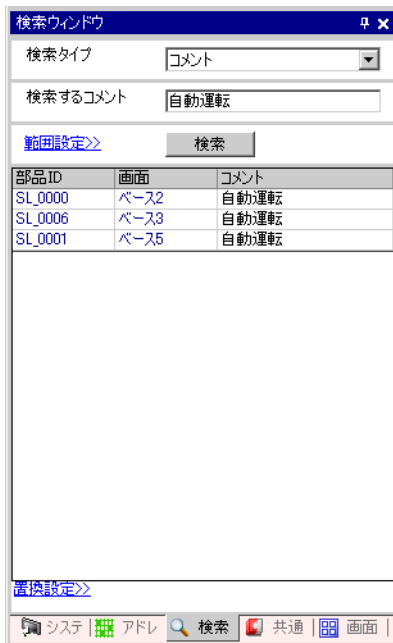 検索ウィンドウ
検索タイプ コメント
検索するコメント 自動運転
範囲設定>> 検索
部品ID 画面 コメント
SL_0000 ベース2 自動運転
SL_0006 ベース3 自動運転
SL_0001 ベース5 自動運転
置換設定>>
システ アドレ 検索 共通 画面